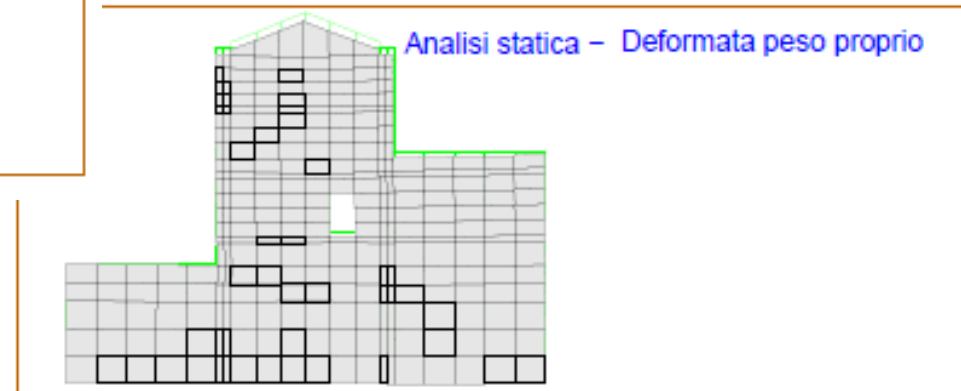 Analisi statica – Deformata peso proprio